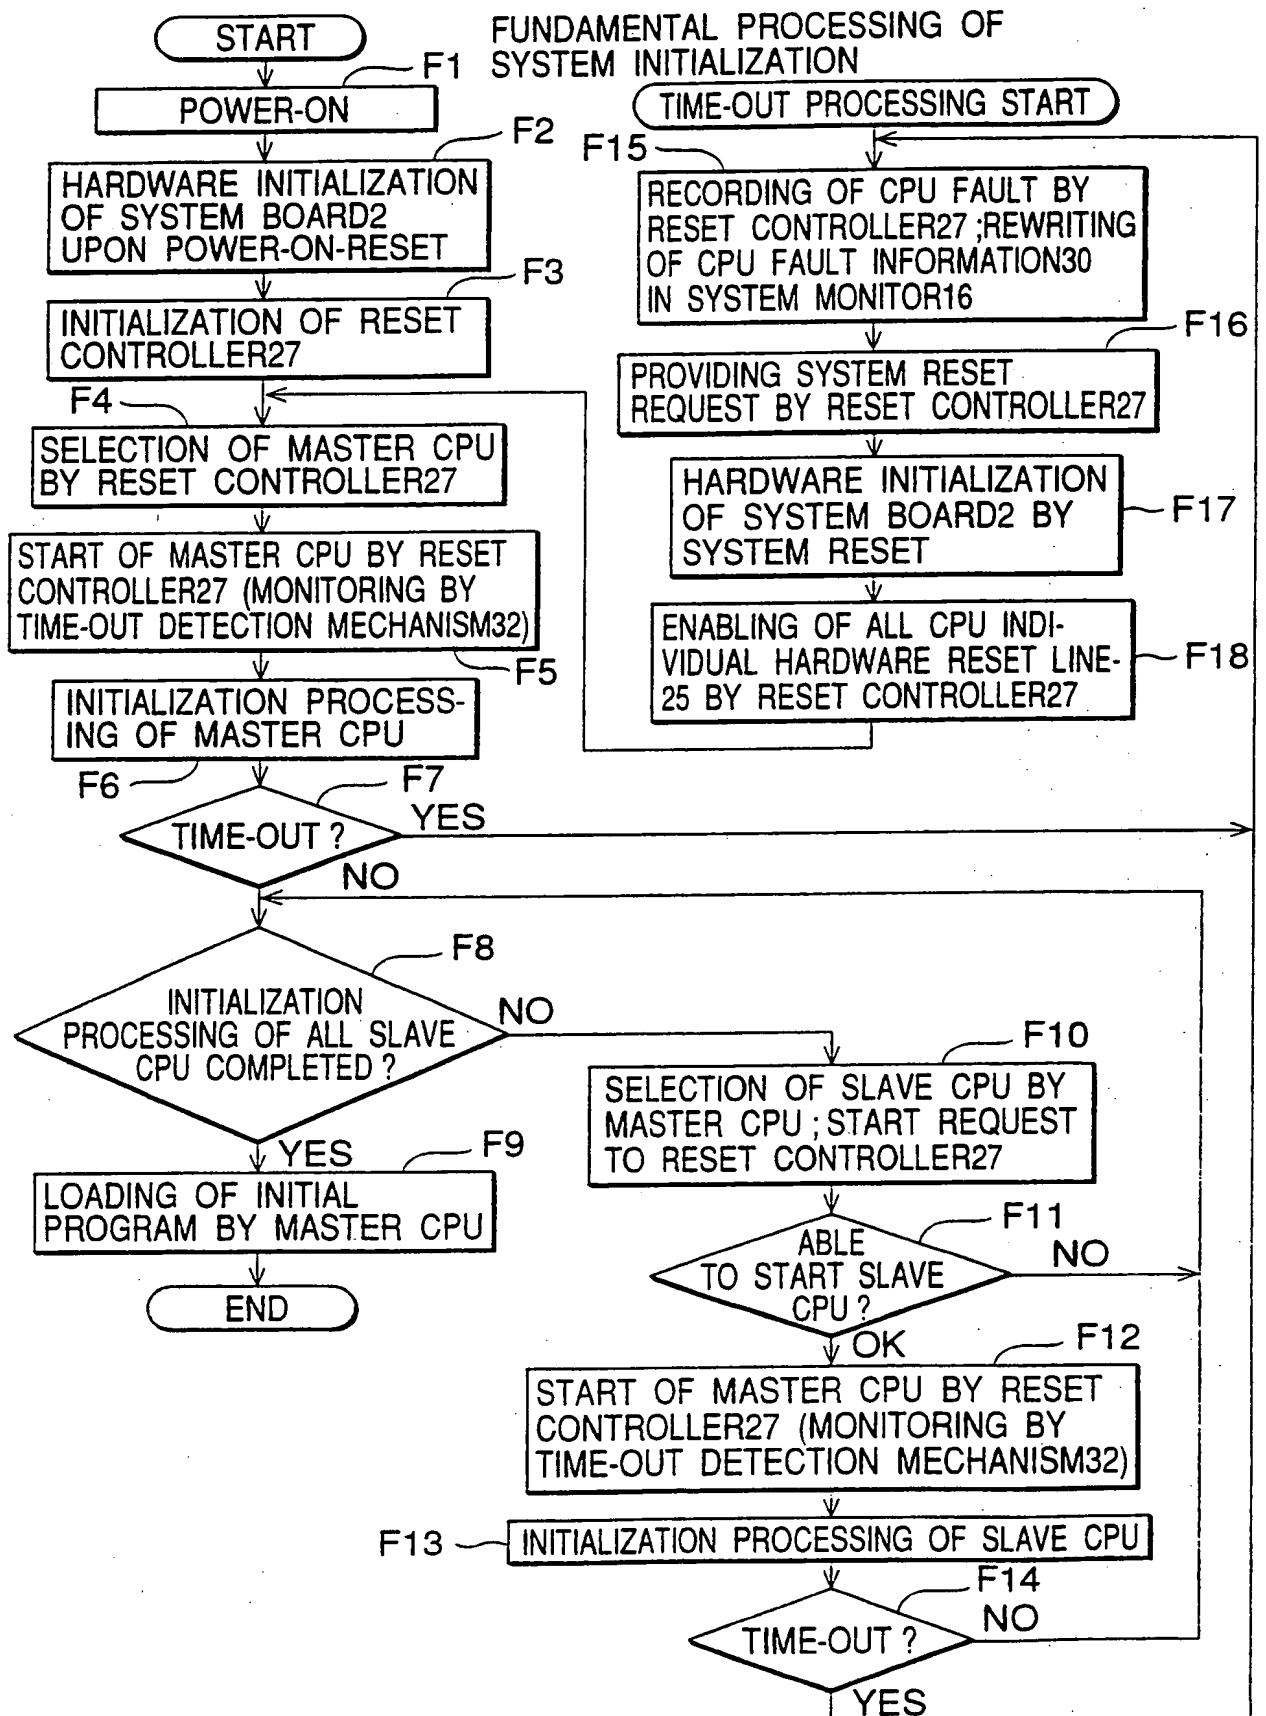 FUNDAMENTAL PROCESSING OF
SYSTEM INITIALIZATION
START
F1
POWER-ON
F2
HARDWARE INITIALIZATION
OF SYSTEM BOARD2
UPON POWER-ON-RESET
F3
INITIALIZATION OF RESET
CONTROLLER27
F4
SELECTION OF MASTER CPU
BY RESET CONTROLLER27
START OF MASTER CPU BY RESET
CONTROLLER27 (MONITORING BY
TIME-OUT DETECTION MECHANISM32)
F5
INITIALIZATION PROCESS-
ING OF MASTER CPU
F6
F7
TIME-OUT ?
YES
NO
F8
INITIALIZATION
PROCESSING OF ALL SLAVE
CPU COMPLETED ?
NO
YES
F9
LOADING OF INITIAL
PROGRAM BY MASTER CPU
END
F10
SELECTION OF SLAVE CPU BY
MASTER CPU ; START REQUEST
TO RESET CONTROLLER27
F11
ABLE
TO START SLAVE
CPU ?
NO
OK
F12
START OF MASTER CPU BY RESET
CONTROLLER27 (MONITORING BY
TIME-OUT DETECTION MECHANISM32)
F13
INITIALIZATION PROCESSING OF SLAVE CPU
F14
TIME-OUT ?
NO
YES
TIME-OUT PROCESSING START
F15
RECORDING OF CPU FAULT BY
RESET CONTROLLER27 ;REWRITING
OF CPU FAULT INFORMATION30
IN SYSTEM MONITOR16
F16
PROVIDING SYSTEM RESET
REQUEST BY RESET CONTROLLER27
HARDWARE INITIALIZATION
OF SYSTEM BOARD2 BY
SYSTEM RESET
F17
ENABLING OF ALL CPU INDI-
VIDUAL HARDWARE RESET LINE-
25 BY RESET CONTROLLER27
F18